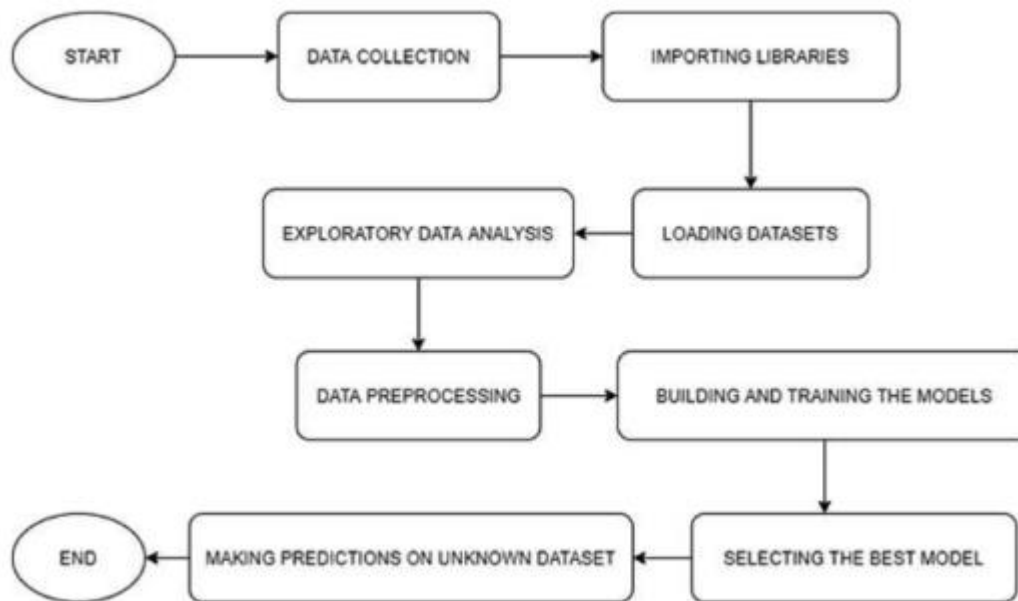 START
DATA COLLECTION
IMPORTING LIBRARIES
LOADING DATASETS
EXPLORATORY DATA ANALYSIS
DATA PREPROCESSING
BUILDING AND TRAINING THE MODELS
SELECTING THE BEST MODEL
MAKING PREDICTIONS ON UNKNOWN DATASET
END